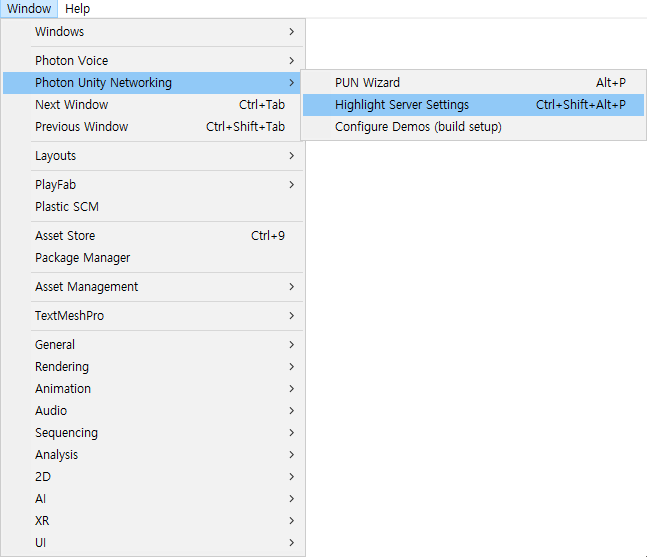 Window Help
Windows
Photon Voice
Photon Unity Networking
PUN Wizard Alt+P
Next Window Ctrl+Tab
Highlight Server Settings Ctrl+Shift+Alt+P
Previous Window Ctrl+Shift+Tab
Configure Demos (build setup)
Layouts
PlayFab
Plastic SCM
Asset Store Ctrl+9
Package Manager
Asset Management
TextMeshPro
General
Rendering
Animation
Audio
Sequencing
Analysis
2D
AI
XR
UI